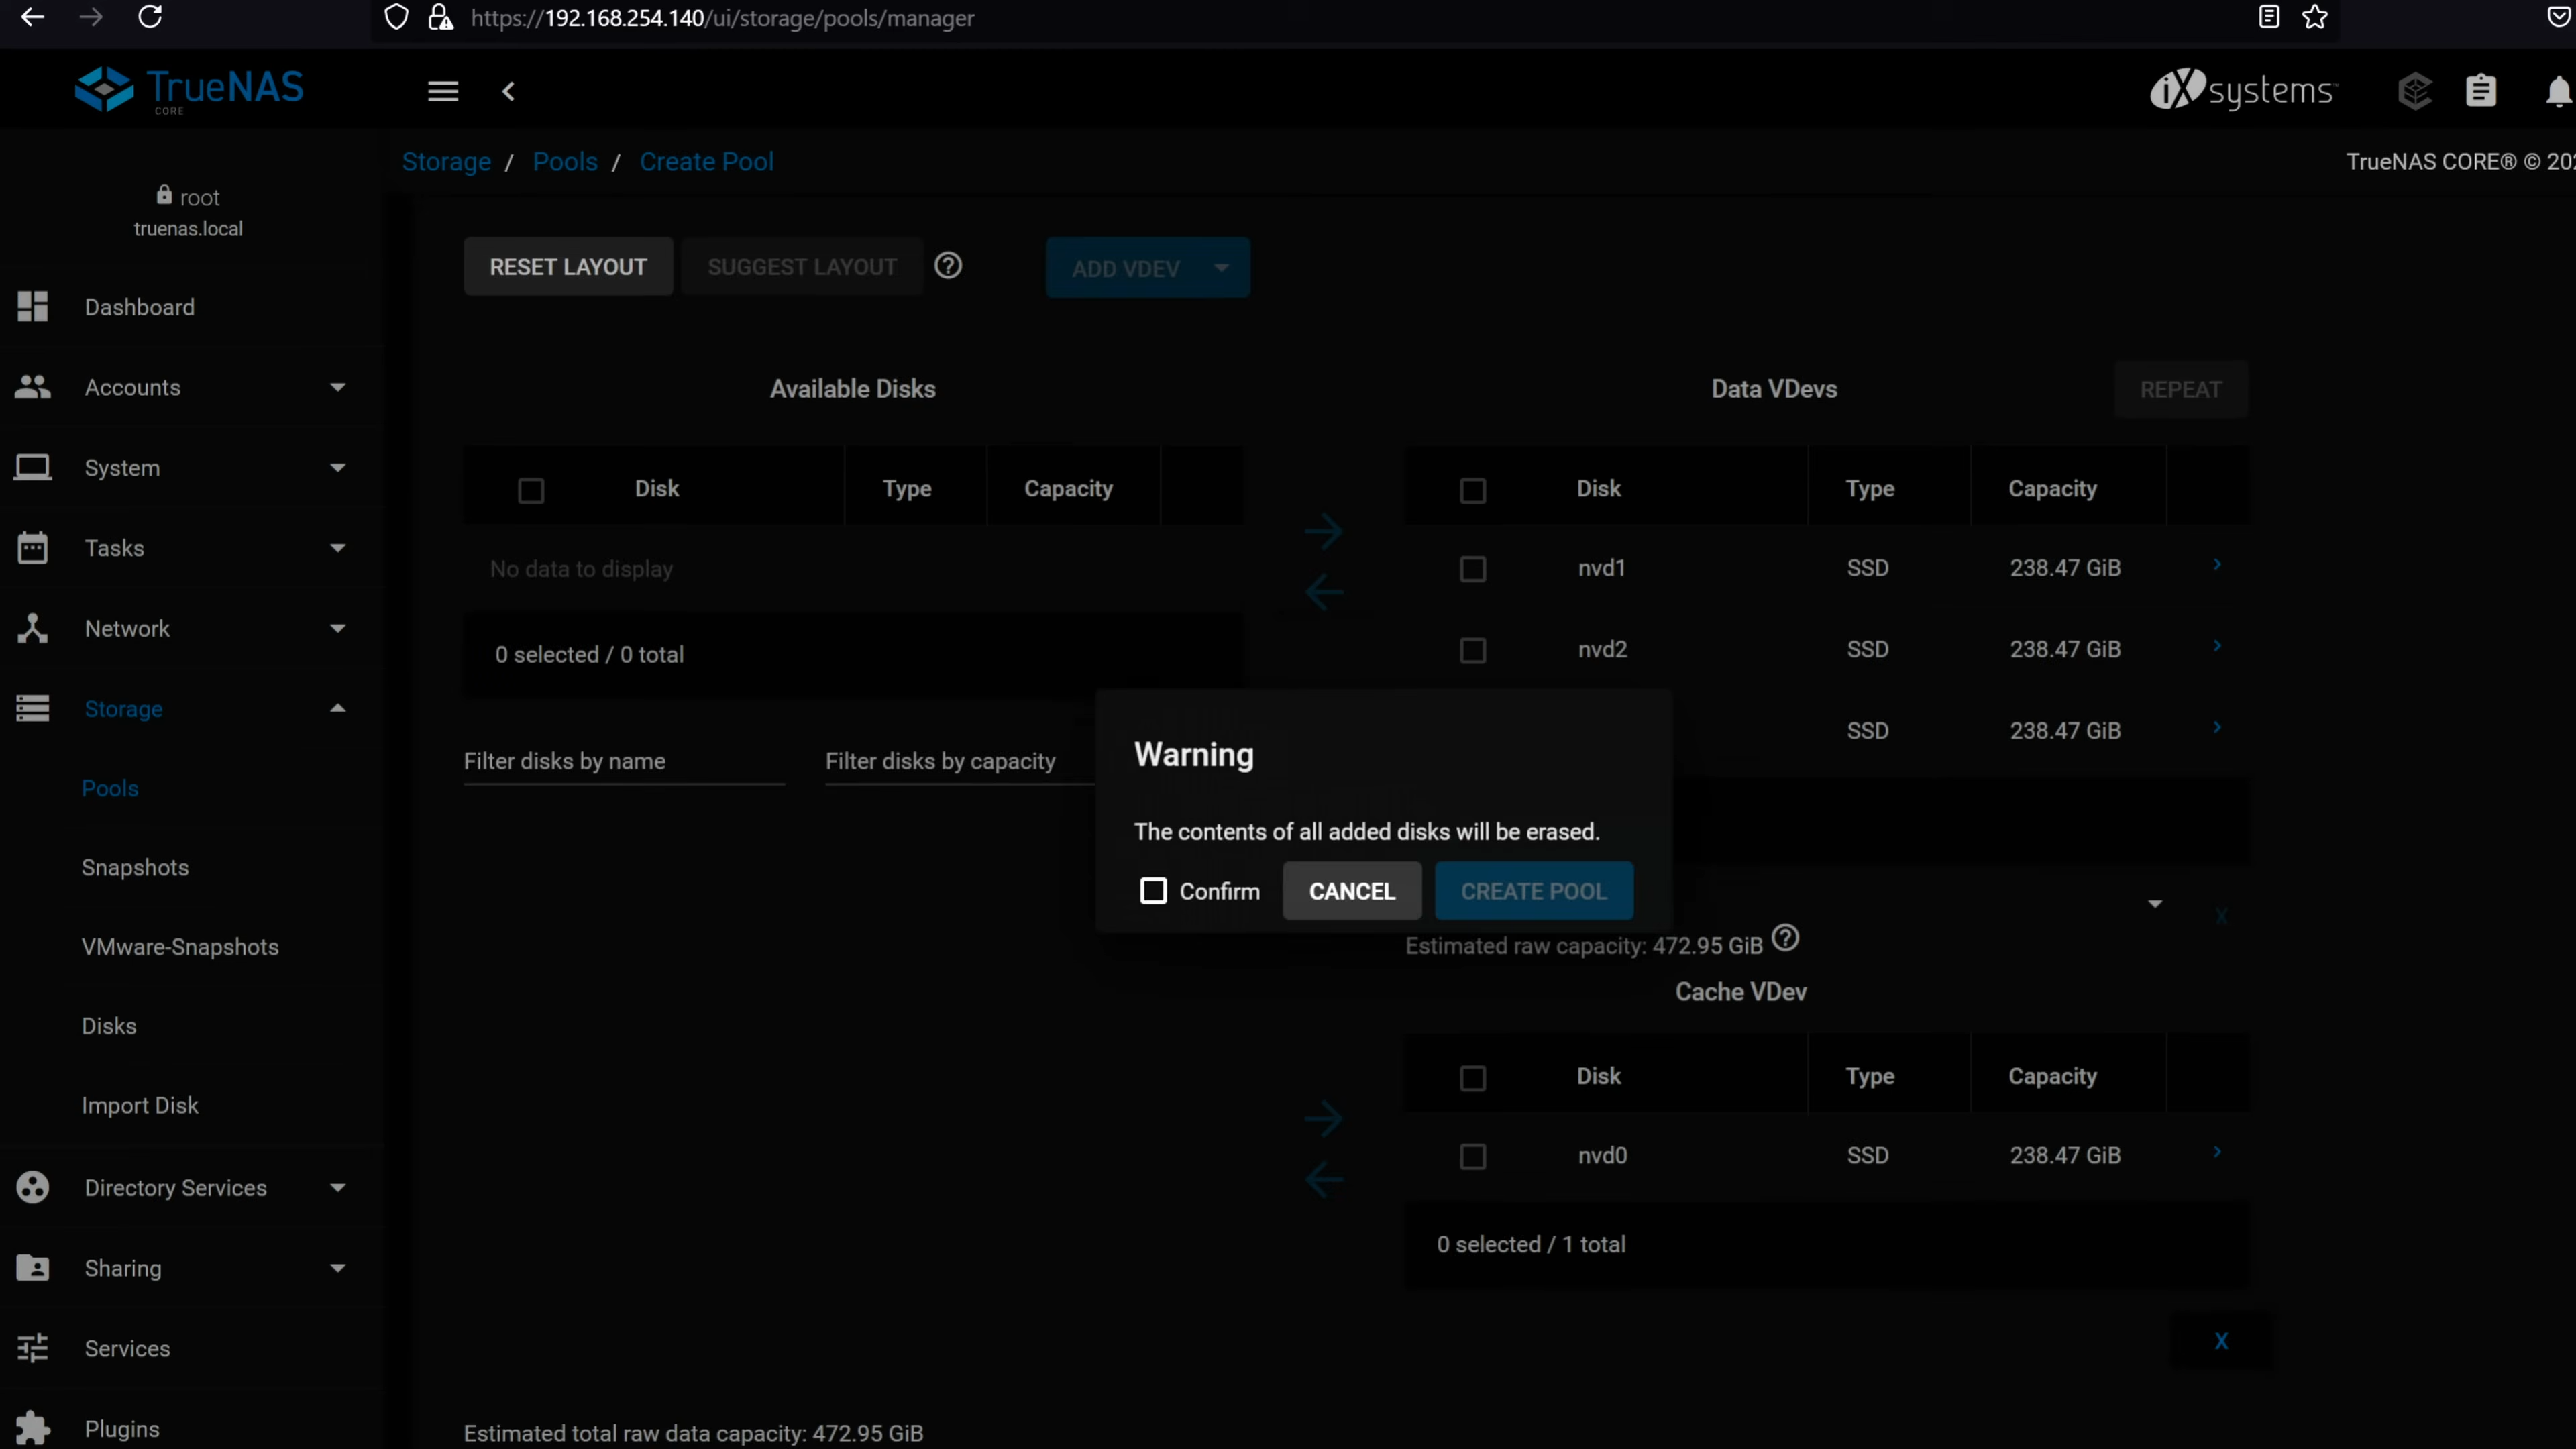 https://192.168.254.140/ui/storage/pools/manager
TrueNAS
CORE
iXsystems
Storage / Pools / Create Pool
TrueNAS CORE® ©
root
truenas.local
Dashboard
Accounts
System
Tasks
Network
Storage
Pools
Snapshots
VMware-Snapshots
Disks
Import Disk
Directory Services
Sharing
Services
Plugins
RESET LAYOUT SUGGEST LAYOUT ADD VDEV
Available Disks
Disk Type Capacity
No data to display
0 selected / 0 total
Filter disks by name Filter disks by capacity
Data VDevs REPEAT
Disk Type Capacity
nvd1 SSD 238.47 GiB
nvd2 SSD 238.47 GiB
SSD 238.47 GiB
Warning
The contents of all added disks will be erased.
Confirm CANCEL CREATE POOL
X
Estimated raw capacity: 472.95 GiB
Cache VDev
Disk Type Capacity
nvd0 SSD 238.47 GiB
0 selected / 1 total
X
Estimated total raw data capacity: 472.95 GiB